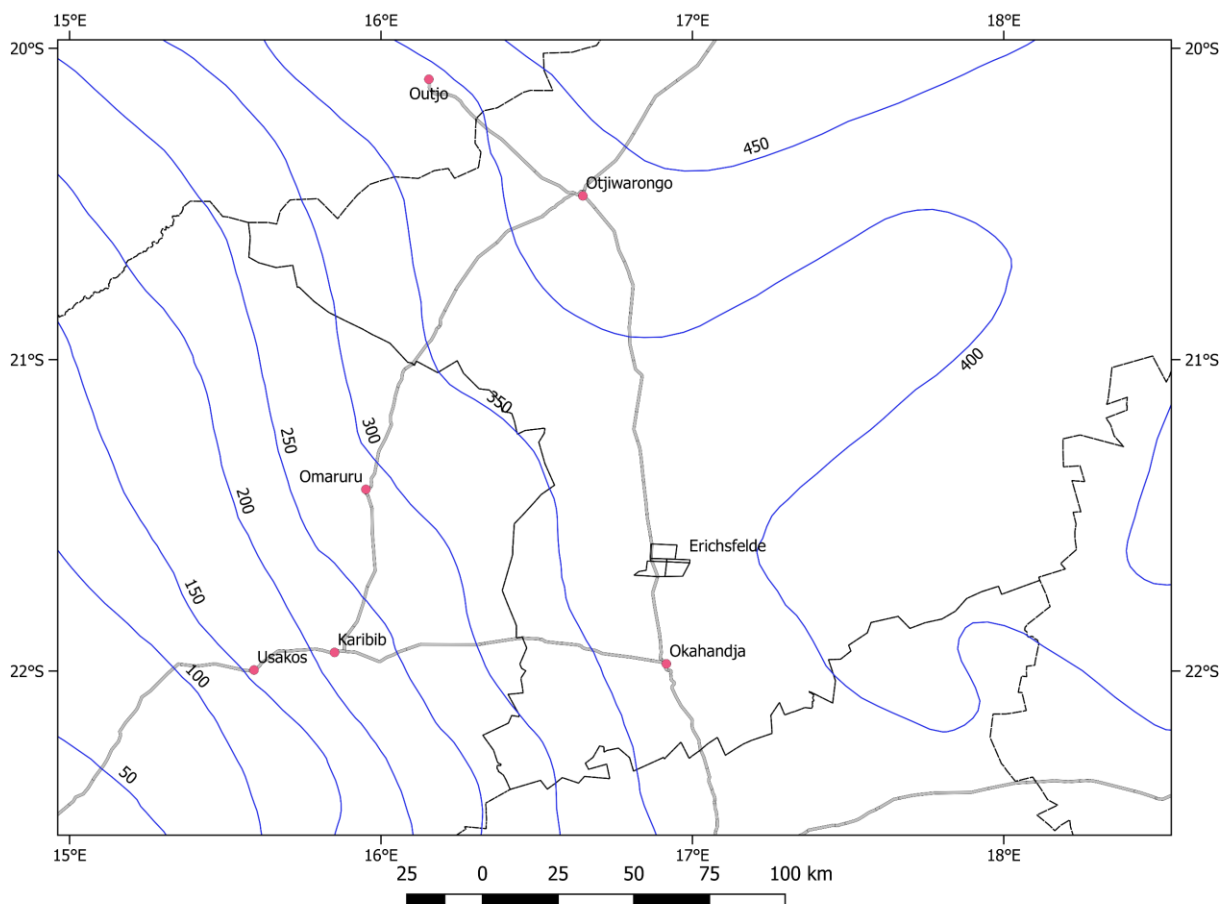 15°E 16°E 17°E 18°E
20°S 20°S
Outjo
450
Otjiwarongo
21°S 21°S
400
350
300
250
Omaruru
200
Erichsfelde
150
Karibib
Usakos
Okahandja
100
22°S 22°S
50
15°E 16°E 17°E 18°E
25 0 25 50 75 100 km